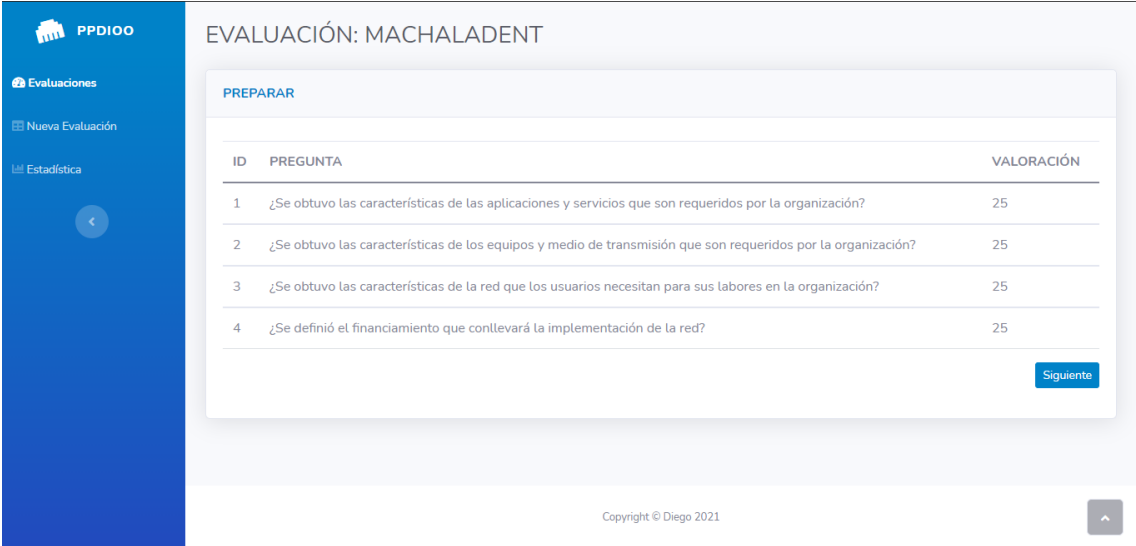 PPDIOO
Evaluaciones
Nueva Evaluación
Estadística
EVALUACIÓN: MACHALADENT
PREPARAR
ID PREGUNTA VALORACIÓN
1 ¿Se obtuvo las características de las aplicaciones y servicios que son requeridos por la organización? 25
2 ¿Se obtuvo las características de los equipos y medio de transmisión que son requeridos por la organización? 25
3 ¿Se obtuvo las características de la red que los usuarios necesitan para sus labores en la organización? 25
4 ¿Se definió el financiamiento que conllevará la implementación de la red? 25
Siguiente
Copyright © Diego 2021